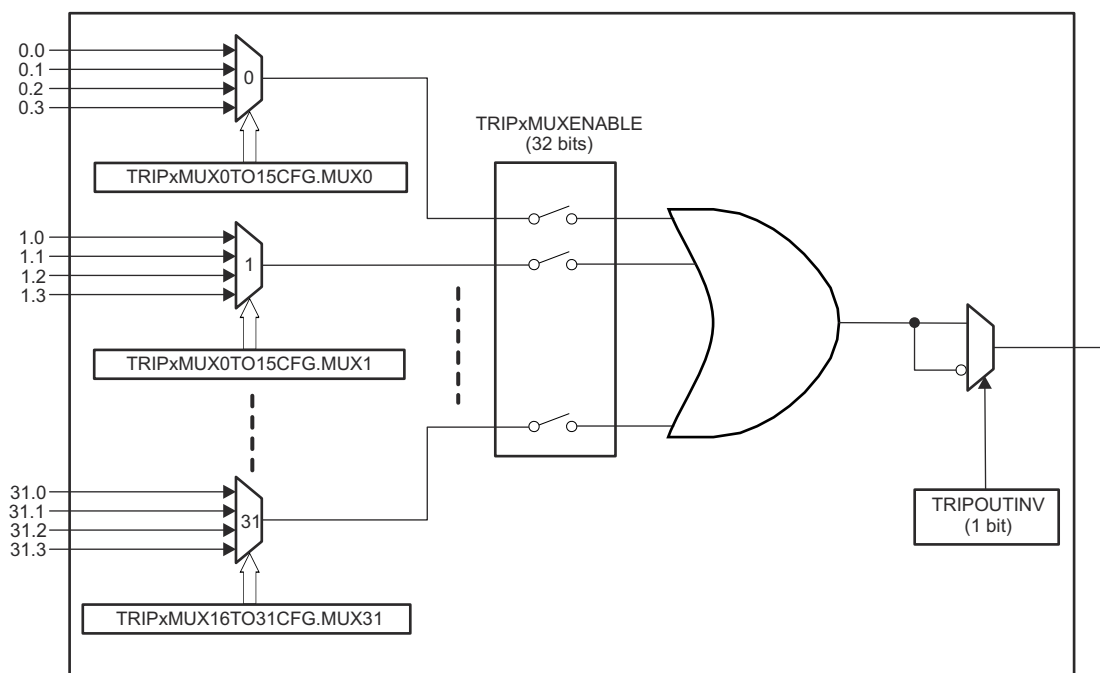 0.0
0.1
0.2
0.3
0
TRIPxMUX0TO15CFG.MUX0
1.0
1.1
1.2
1.3
1
TRIPxMUX0TO15CFG.MUX1
31.0
31.1
31.2
31.3
31
TRIPxMUX16TO31CFG.MUX31
TRIPxMUXENABLE
(32 bits)
TRIPOUTINV
(1 bit)